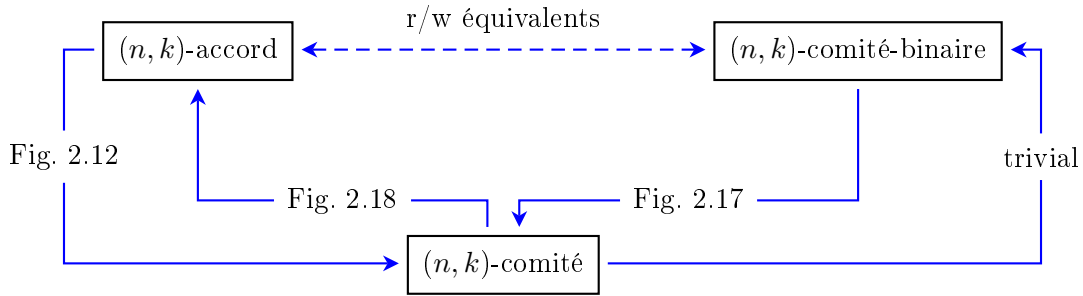 r/w équivalents
(n, k)-accord
(n, k)-comité-binaire
Fig. 2.12
trivial
Fig. 2.18
Fig. 2.17
(n, k)-comité